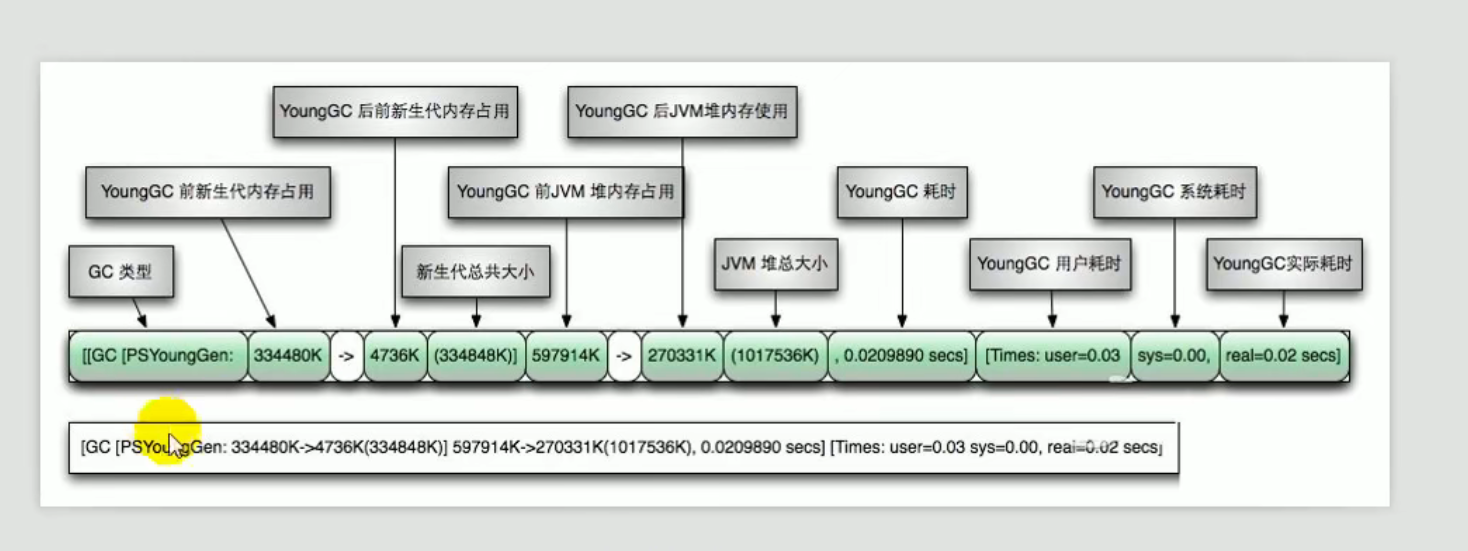 YoungGC 后前新生代内存占用
YoungGC 后JVM堆内存使用
YoungGC 前新生代内存占用
YoungGC 前JVM 堆内存占用
YoungGC 耗时
YoungGC 系统耗时
GC 类型
新生代总共大小
JVM 堆总大小
YoungGC 用户耗时
YoungGC实际耗时
[[GC [PSYoungGen: 334480K -> 4736K (334848K)] 597914K -> 270331K (1017536K) , 0.0209890 secs] [Times: user=0.03 sys=0.00, real=0.02 secs]
[GC [PSYoungGen: 334480K->4736K(334848K)] 597914K->270331K(1017536K), 0.0209890 secs] [Times: user=0.03 sys=0.00, real=0.02 secs]